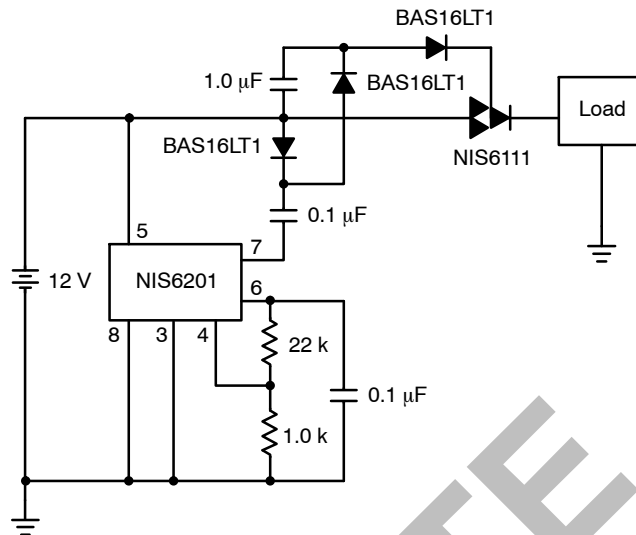 BAS16LT1
1.0 μF
BAS16LT1
Load
BAS16LT1
NIS6111
0.1 μF
5
7
12 V
NIS6201
6
8
3
4
22 k
0.1 μF
1.0 k